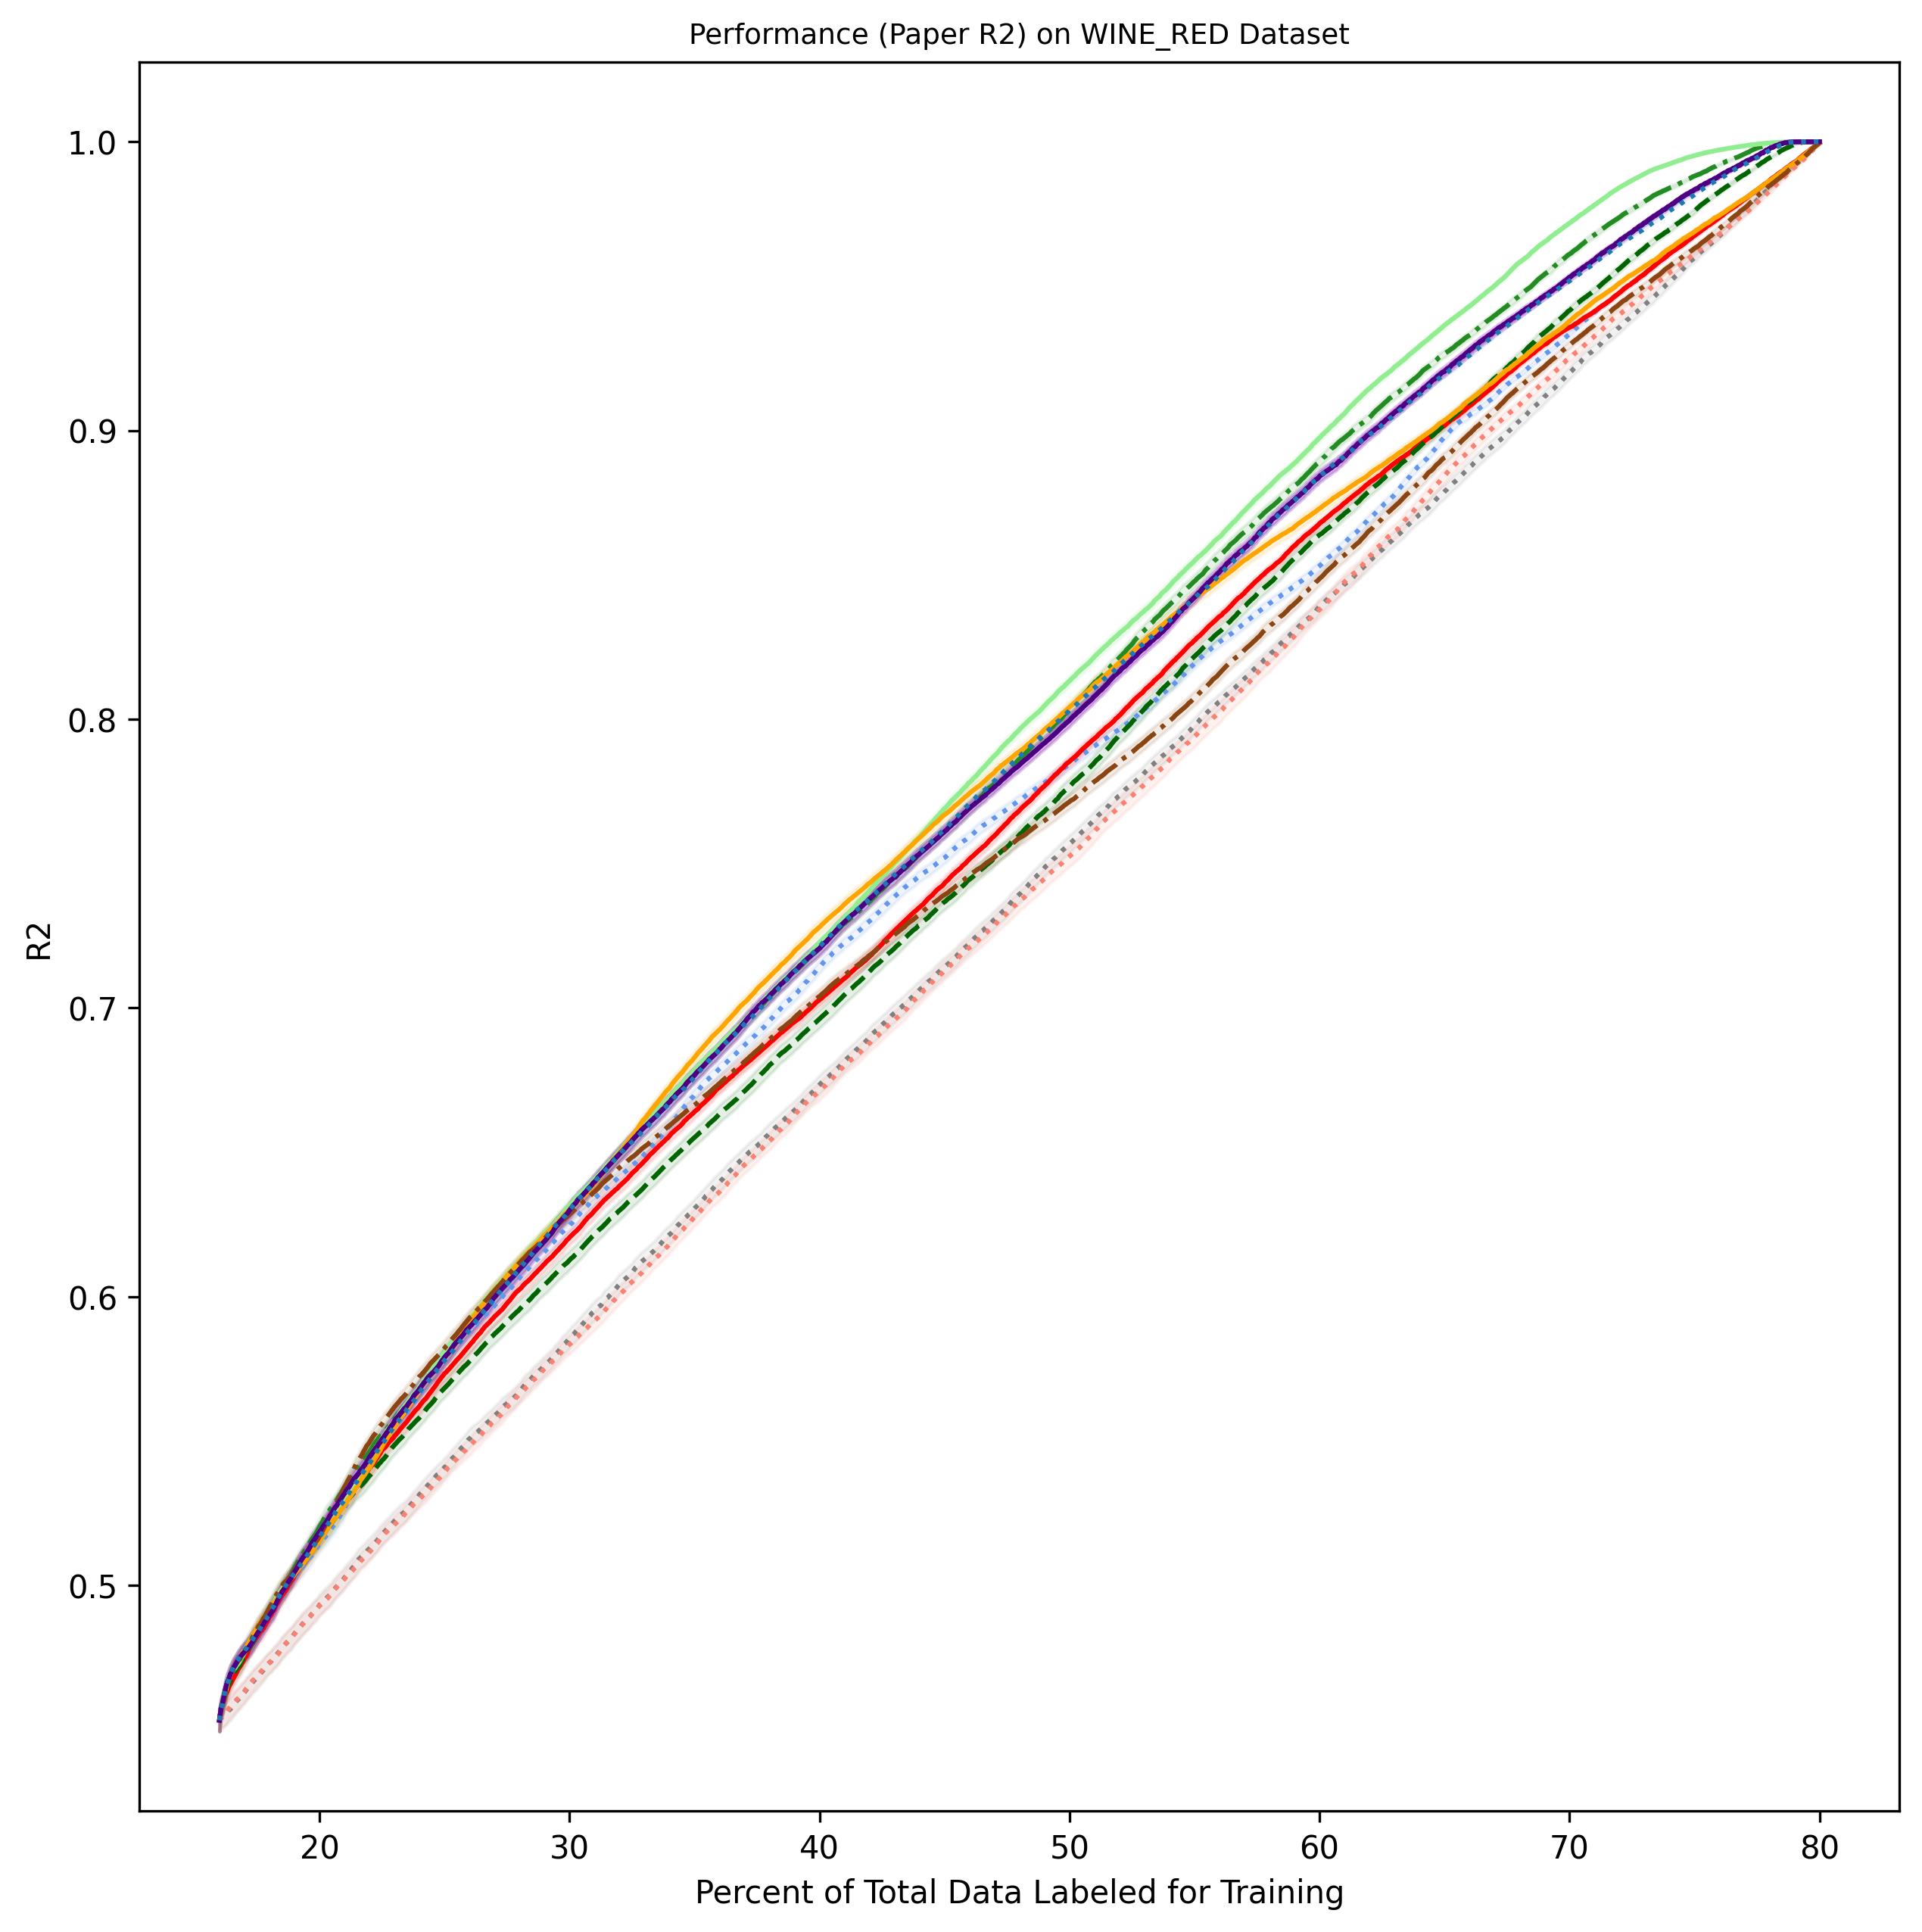 Performance (Paper R2) on WINE_RED Dataset
1.0
0.9
0.8
0.7
0.6
0.5
R2
20 30 40 50 60 70 80
Percent of Total Data Labeled for Training